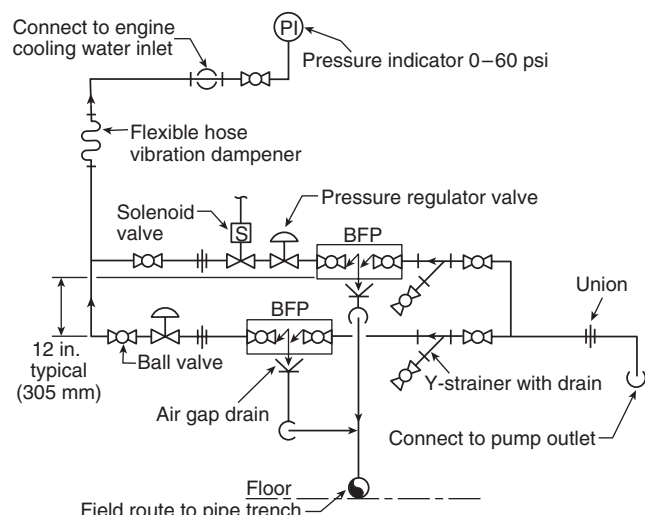 Connect to engine
cooling water inlet
PI
Pressure indicator 0–60 psi
Flexible hose
vibration dampener
Solenoid
valve
S
Pressure regulator valve
BFP
Union
BFP
12 in.
typical
(305 mm)
Ball valve
Air gap drain
Y-strainer with drain
Connect to pump outlet
Floor
Field route to pipe trench